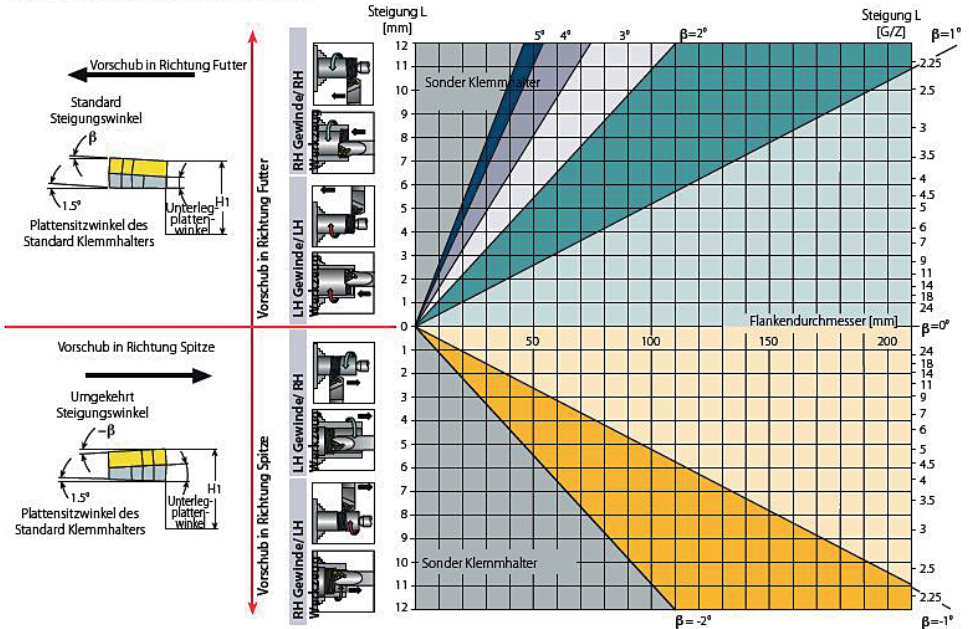 Steigung L
[mm]
Steigung L
[G/Z]
5°
4°
3°
β=2°
β=1°
Vorschub in Richtung Futter
Standard
Steigungswinkel
β
1.5°
H1
Unterleg-
platten-
winkel
Plattensitzwinkel des
Standard Klemmhalters
Vorschub in Richtung Futter
RH Gewinde/ RH
Werkzeug
LH Gewinde/ LH
Werkzeug
12
11
10
9
8
7
6
5
4
3
2
1
0
Sonder Klemmhalter
2.25
2.5
3
3.5
4
4.5
5
6
7
9
11
14
18
24
Flankendurchmesser [mm]
β=0°
50
100
150
200
Vorschub in Richtung Spitze
Umgekehrt
Steigungswinkel
-β
1.5°
H1
Unterleg-
platten-
winkel
Plattensitzwinkel des
Standard Klemmhalters
Vorschub in Richtung Spitze
LH Gewinde/ RH
Werkzeug
RH Gewinde/ LH
Werkzeug
1
2
3
4
5
6
7
8
9
10
11
12
Sonder Klemmhalter
24
18
14
11
9
7
6
5
4.5
4
3.5
3
2.5
2.25
β= -2°
β=-1°